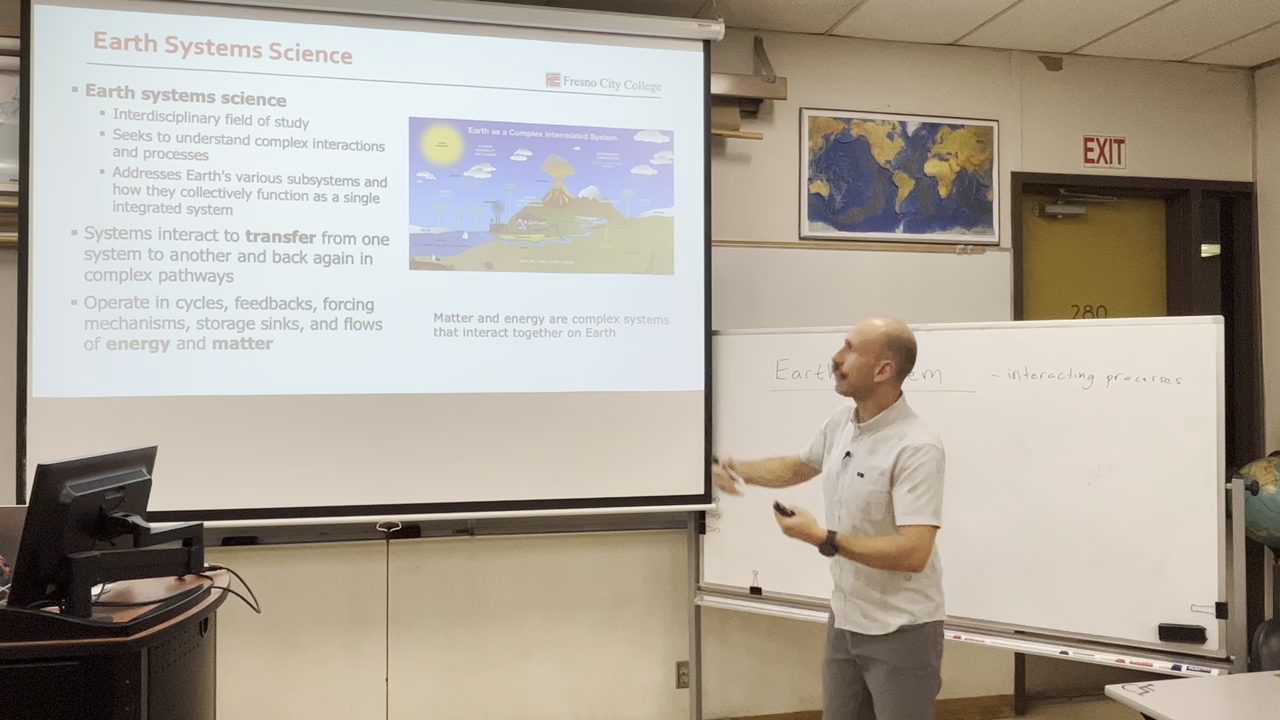 Earth Systems Science
Fresno City College
Earth systems science
Interdisciplinary field of study
Seeks to understand complex interactions
and processes
Addresses Earth's various subsystems and
how they collectively function as a single
integrated system
Systems interact to transfer from one
system to another and back again in
complex pathways
Operate in cycles, feedbacks, forcing
mechanisms, storage sinks, and flows
of energy and matter
Earth as a Complex Interrelated System
Matter and energy are complex systems
that interact together on Earth
EXIT
280
Earth em - interacting processes